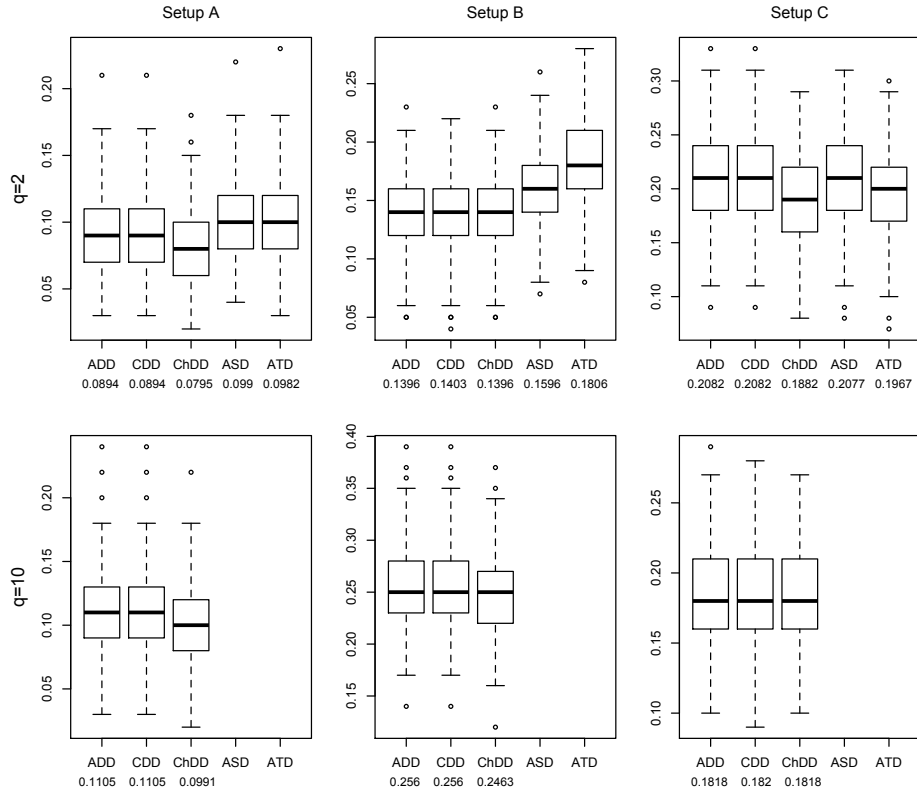 Setup A
Setup B
Setup C
q=2
0.05 0.10 0.15 0.20
0.05 0.10 0.15 0.20 0.25
0.10 0.15 0.20 0.25 0.30
ADD CDD ChDD ASD ATD
0.0894 0.0894 0.0795 0.099 0.0982
ADD CDD ChDD ASD ATD
0.1396 0.1403 0.1396 0.1596 0.1806
ADD CDD ChDD ASD ATD
0.2082 0.2082 0.1882 0.2077 0.1967
q=10
0.05 0.10 0.15 0.20
0.15 0.20 0.25 0.30 0.35 0.40
0.10 0.15 0.20 0.25
ADD CDD ChDD ASD ATD
0.1105 0.1105 0.0991
ADD CDD ChDD ASD ATD
0.256 0.256 0.2463
ADD CDD ChDD ASD ATD
0.1818 0.182 0.1818